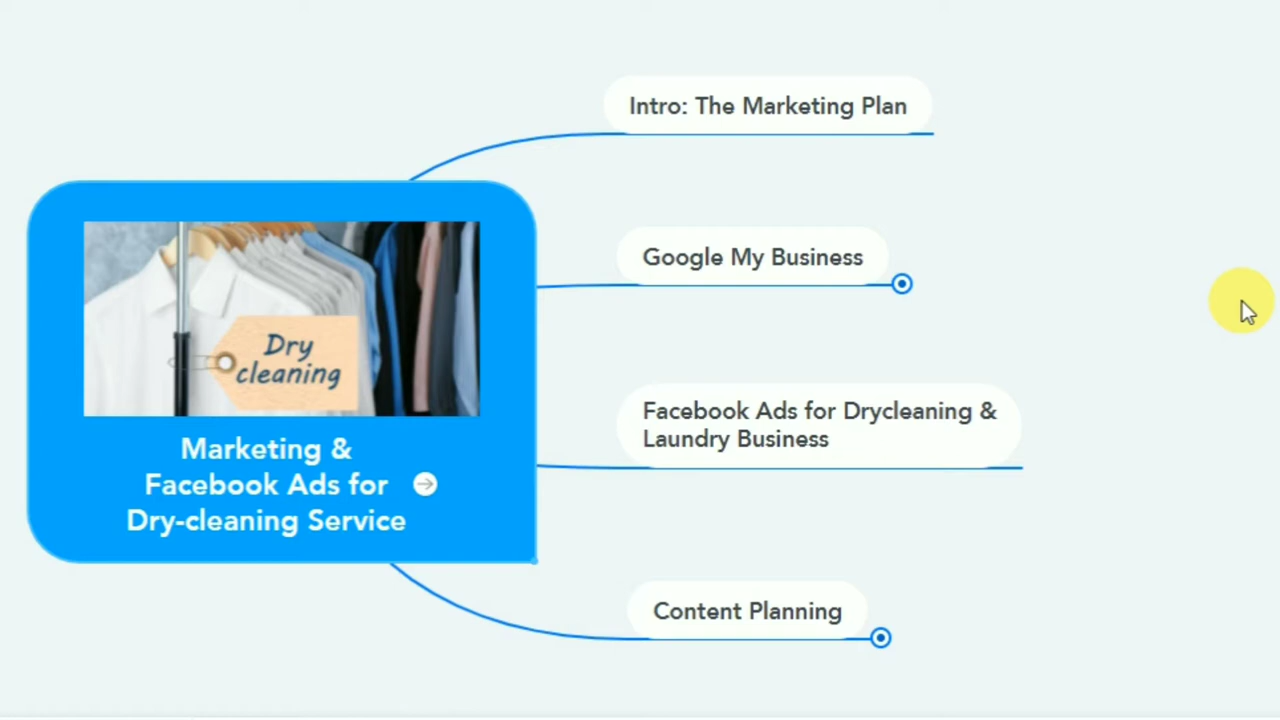 Intro: The Marketing Plan
Google My Business
Dry
cleaning
Marketing &
Facebook Ads for
Dry-cleaning Service
Facebook Ads for Drycleaning &
Laundry Business
Content Planning